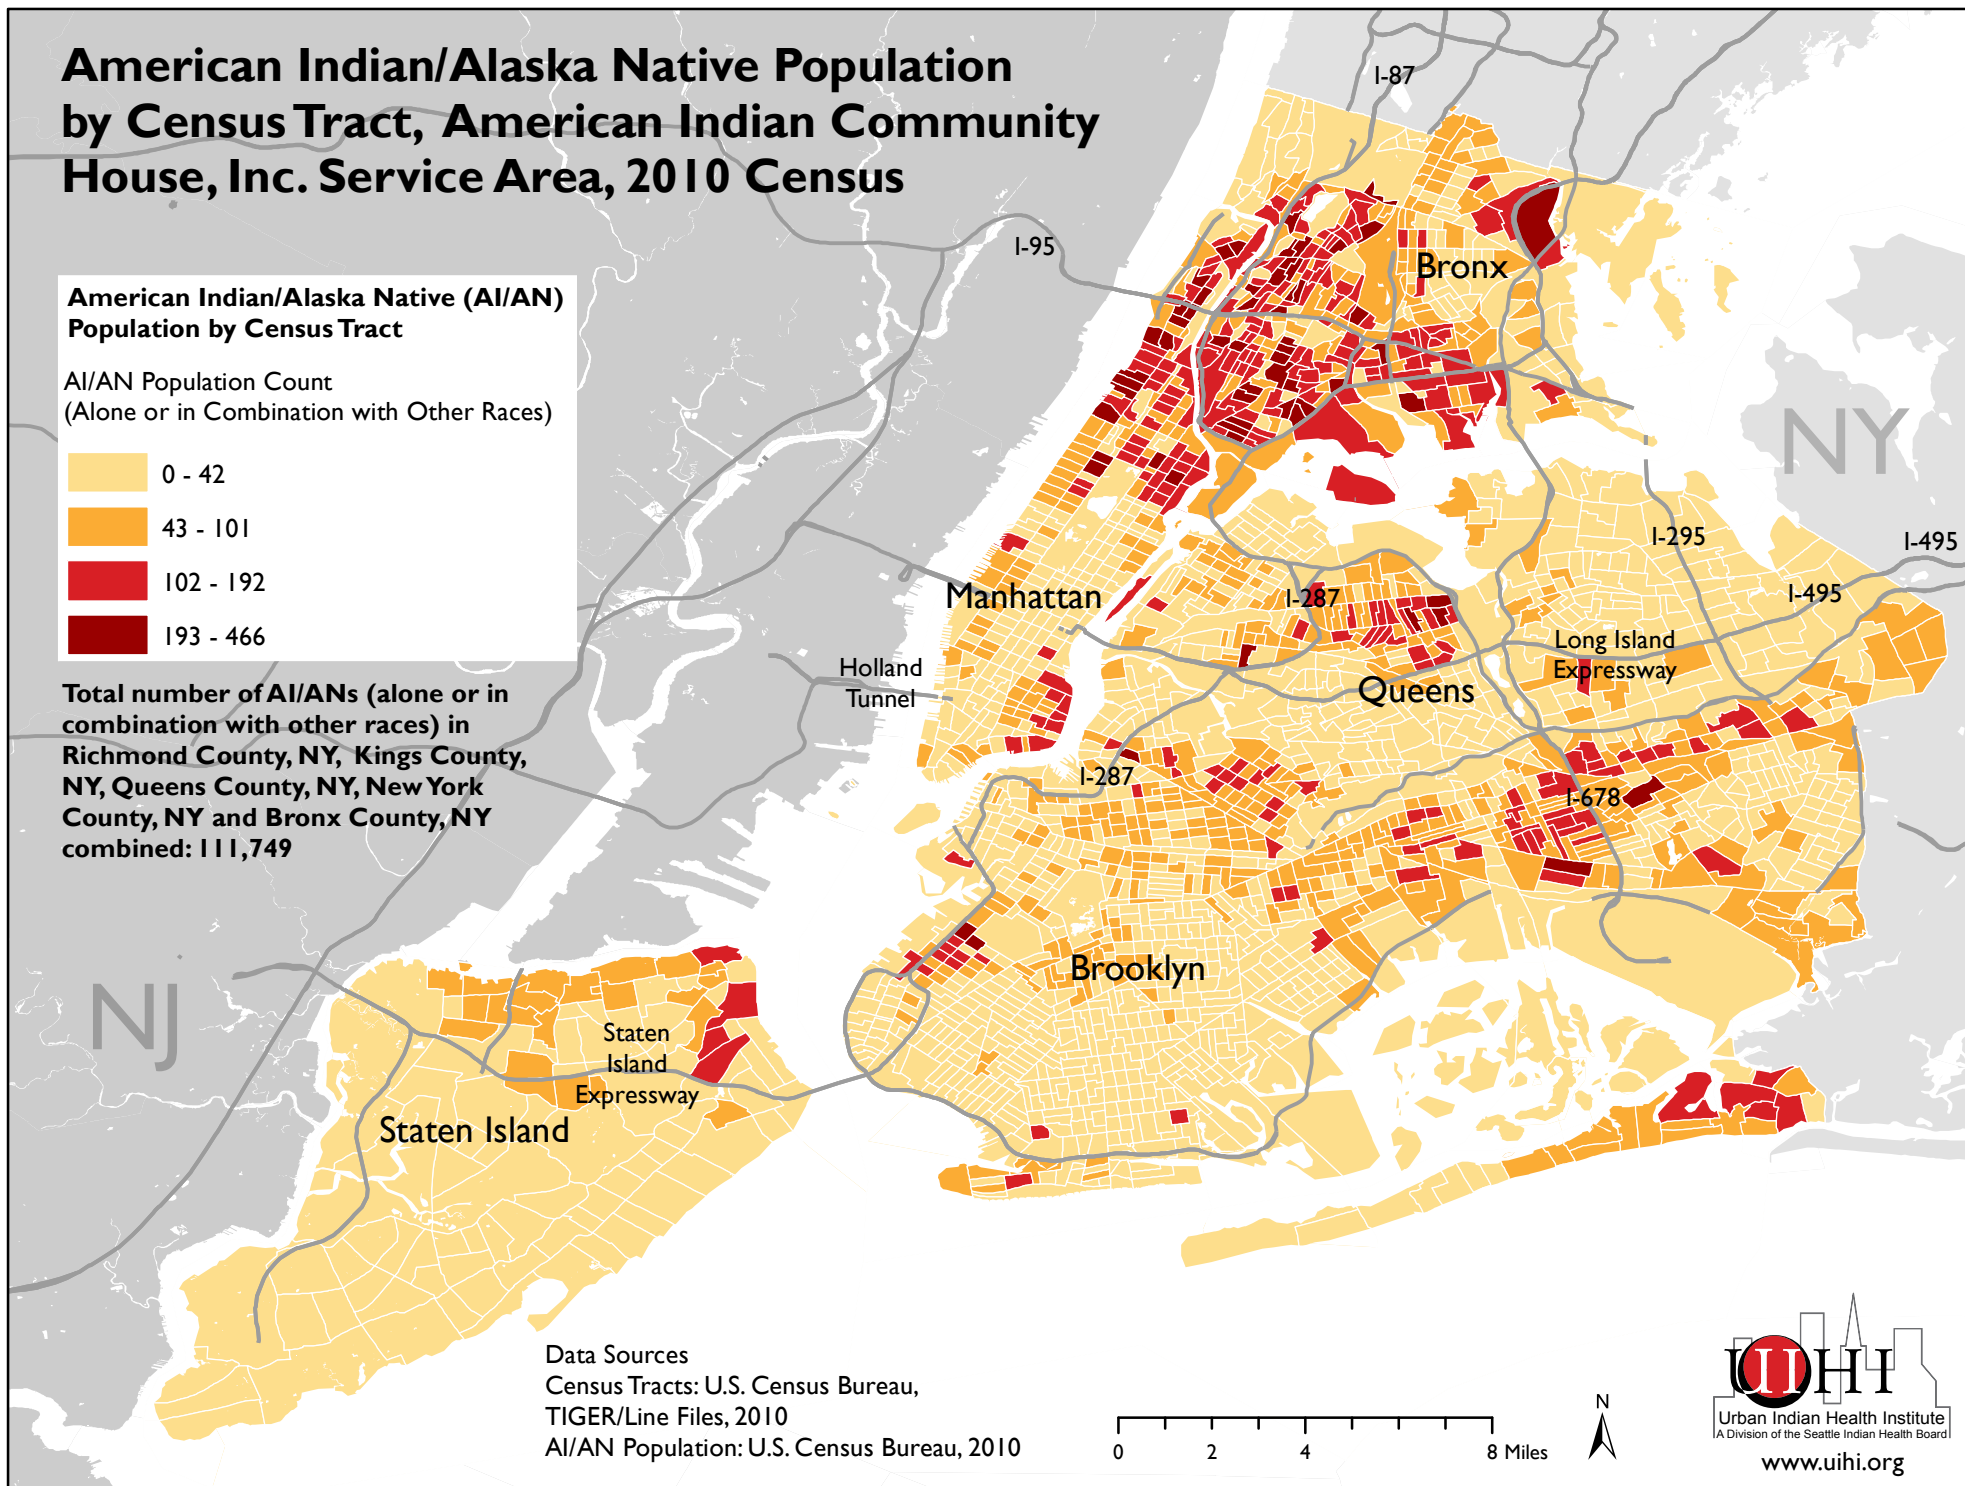 American Indian/Alaska Native Population
by Census Tract, American Indian Community
House, Inc. Service Area, 2010 Census
American Indian/Alaska Native (AI/AN)
Population by Census Tract
AI/AN Population Count
(Alone or in Combination with Other Races)
0 - 42
43 - 101
102 - 192
193 - 466
Total number of AI/ANs (alone or in
combination with other races) in
Richmond County, NY, Kings County,
NY, Queens County, NY, New York
County, NY and Bronx County, NY
combined: 111,749
I-87
I-95
Bronx
NY
I-295
I-495
I-495
Manhattan
I-287
Long Island
Expressway
Holland
Tunnel
Queens
I-287
I-678
Brooklyn
NJ
Staten
Island
Expressway
Staten Island
Data Sources
Census Tracts: U.S. Census Bureau,
TIGER/Line Files, 2010
AI/AN Population: U.S. Census Bureau, 2010
0 2 4 8 Miles
N
UIHI
Urban Indian Health Institute
A Division of the Seattle Indian Health Board
www.uihi.org